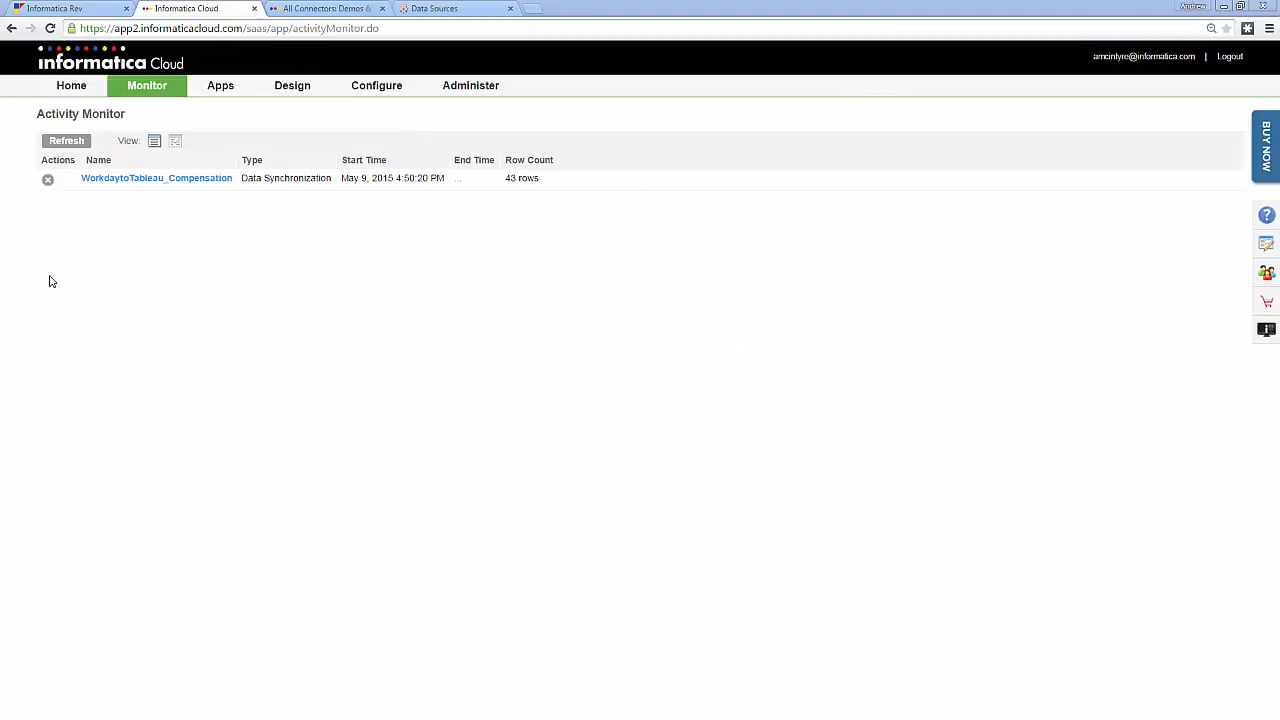 Informatica Rev
Informatica Cloud
All Connectors: Demos &
Data Sources
Andrew
https://app2.informaticacloud.com/saas/app/activityMonitor.do
informatica Cloud
amcintyre@informatica.com | Logout
Home Monitor Apps Design Configure Administer
Activity Monitor
Refresh View:
Actions Name Type Start Time End Time Row Count
WorkdaytoTableau_Compensation Data Synchronization May 9, 2015 4:50:20 PM ... 43 rows
BUY NOW